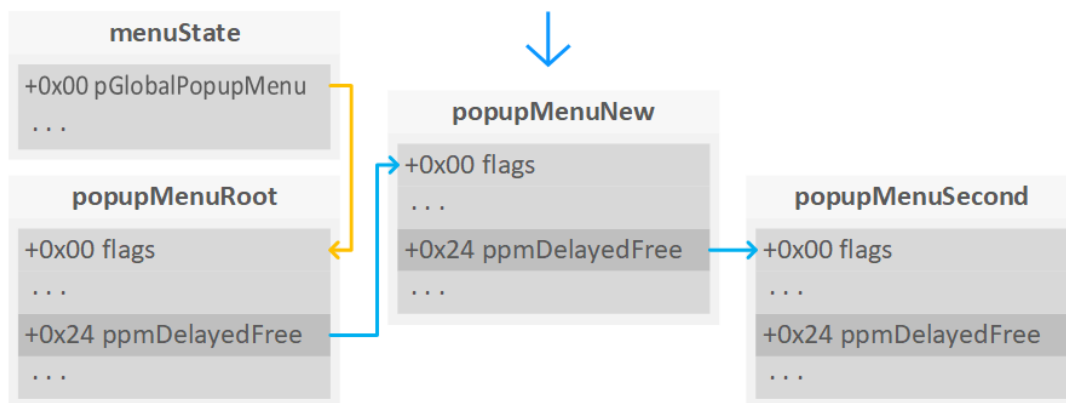 menuState
+0x00 pGlobalPopupMenu
. . .
popupMenuRoot
+0x00 flags
. . .
+0x24 ppmDelayedFree
. . .
popupMenuNew
+0x00 flags
. . .
+0x24 ppmDelayedFree
. . .
popupMenuSecond
+0x00 flags
. . .
+0x24 ppmDelayedFree
. . .